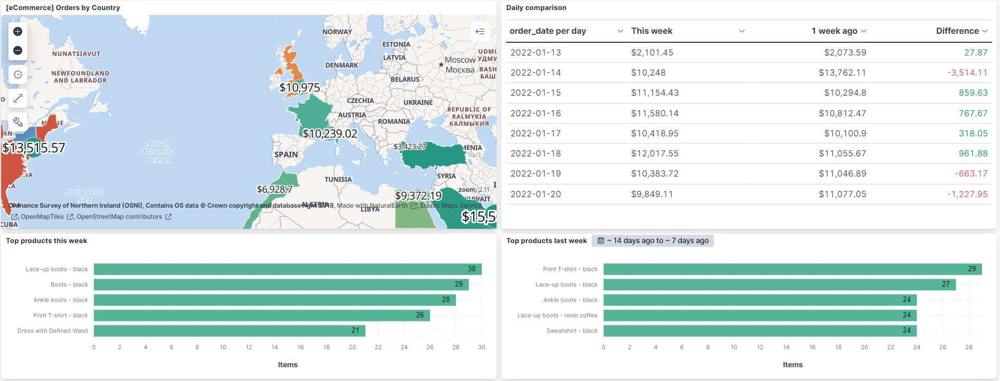 [eCommerce] Orders by Country
NORWAY
ESTONIA
LATVIA
NUNATSIAVUT
Moscow
Москва
DENMARK
NEWFOUNDLAND
AND LABRADOR
BELARUS
$10,975
CZECHIA
UKRAINE
AUSTRIA
REPUBLIC OF
KALMYKIA
КАЛМЫКИЯ
ROMANIA
$10,239.02
$13,515.57
North
Atlantic
Ocean
$3,423.27
SPAIN
TUNISIA
SYRIA
$6,928.7
Sargasso
Sea
zoom: 2.11
$9,372.19
ALGERIA
LIBYA
Ordnance Survey of Northern Ireland (OSNI), Contains OS data © Crown copyright and database right 2018, Made with NaturalEarth, Elastic Maps Service
, OpenMapTiles, OpenStreetMap contributors
CUBA
$15,5
Daily comparison
order_date per day This week 1 week ago Difference
2022-01-13 $2,101.45 $2,073.59 27.87
2022-01-14 $10,248 $13,762.11 -3,514.11
2022-01-15 $11,154.43 $10,294.8 859.63
2022-01-16 $11,580.14 $10,812.47 767.67
2022-01-17 $10,418.95 $10,100.9 318.05
2022-01-18 $12,017.55 $11,055.67 961.88
2022-01-19 $10,383.72 $11,046.89 -663.17
2022-01-20 $9,849.11 $11,077.05 -1,227.95
Top products this week
Lace-up boots - black 30
Boots - black 29
Ankle boots - black 28
Print T-shirt - black 26
Dress with Defined Waist 21
0 2 4 6 8 10 12 14 16 18 20 22 24 26 28 30
Items
Top products last week ~ 14 days ago to ~ 7 days ago
Print T-shirt - black 29
Lace-up boots - black 27
Ankle boots - black 24
Lace-up boots - resin coffee 24
Sweatshirt - black 24
0 2 4 6 8 10 12 14 16 18 20 22 24 26 28
Items